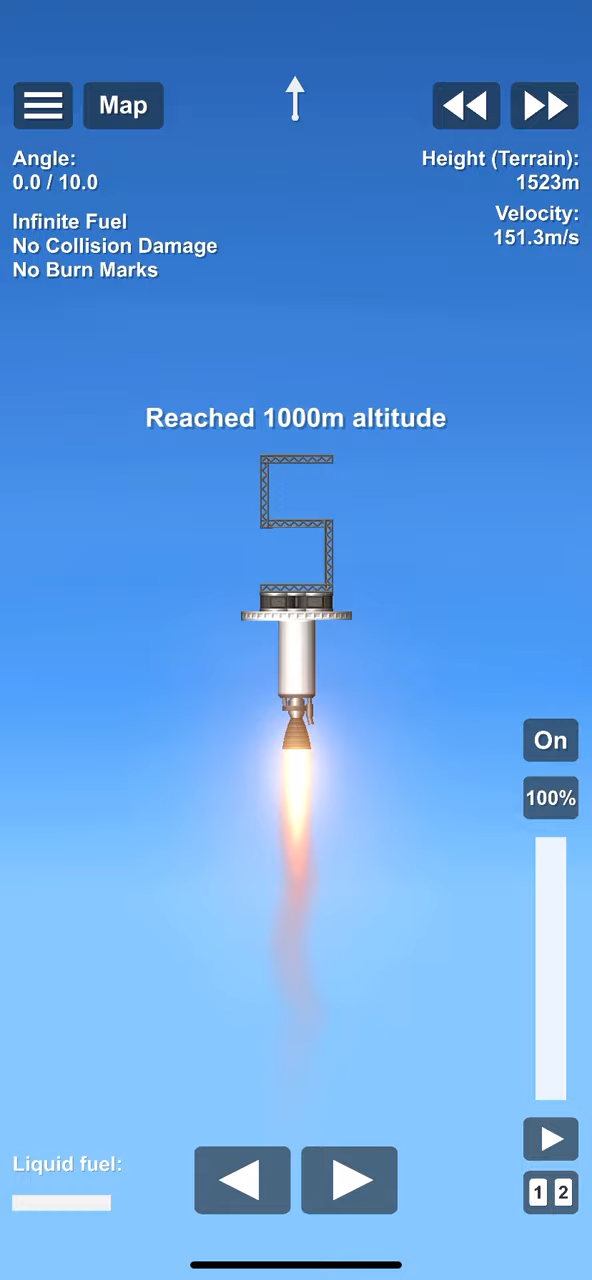 Map
Angle:
0.0 / 10.0
Infinite Fuel
No Collision Damage
No Burn Marks
Height (Terrain):
1523m
Velocity:
151.3m/s
Reached 1000m altitude
On
100%
Liquid fuel:
1 2